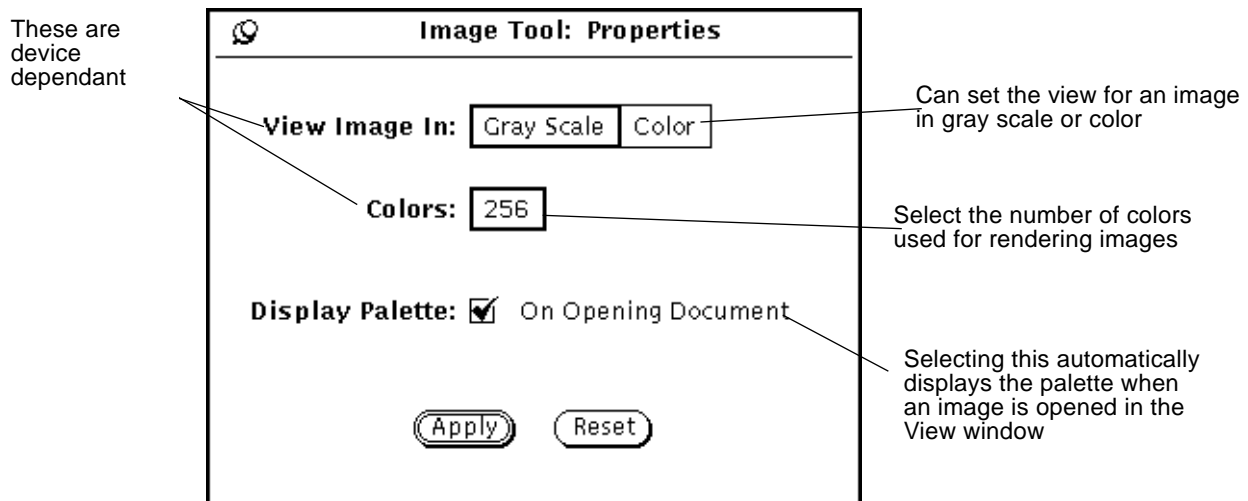 These are
device
dependant
Image Tool: Properties
View Image In: Gray Scale Color
Can set the view for an image
in gray scale or color
Colors: 256
Select the number of colors
used for rendering images
Display Palette: On Opening Document
Selecting this automatically
displays the palette when
an image is opened in the
View window
Apply Reset